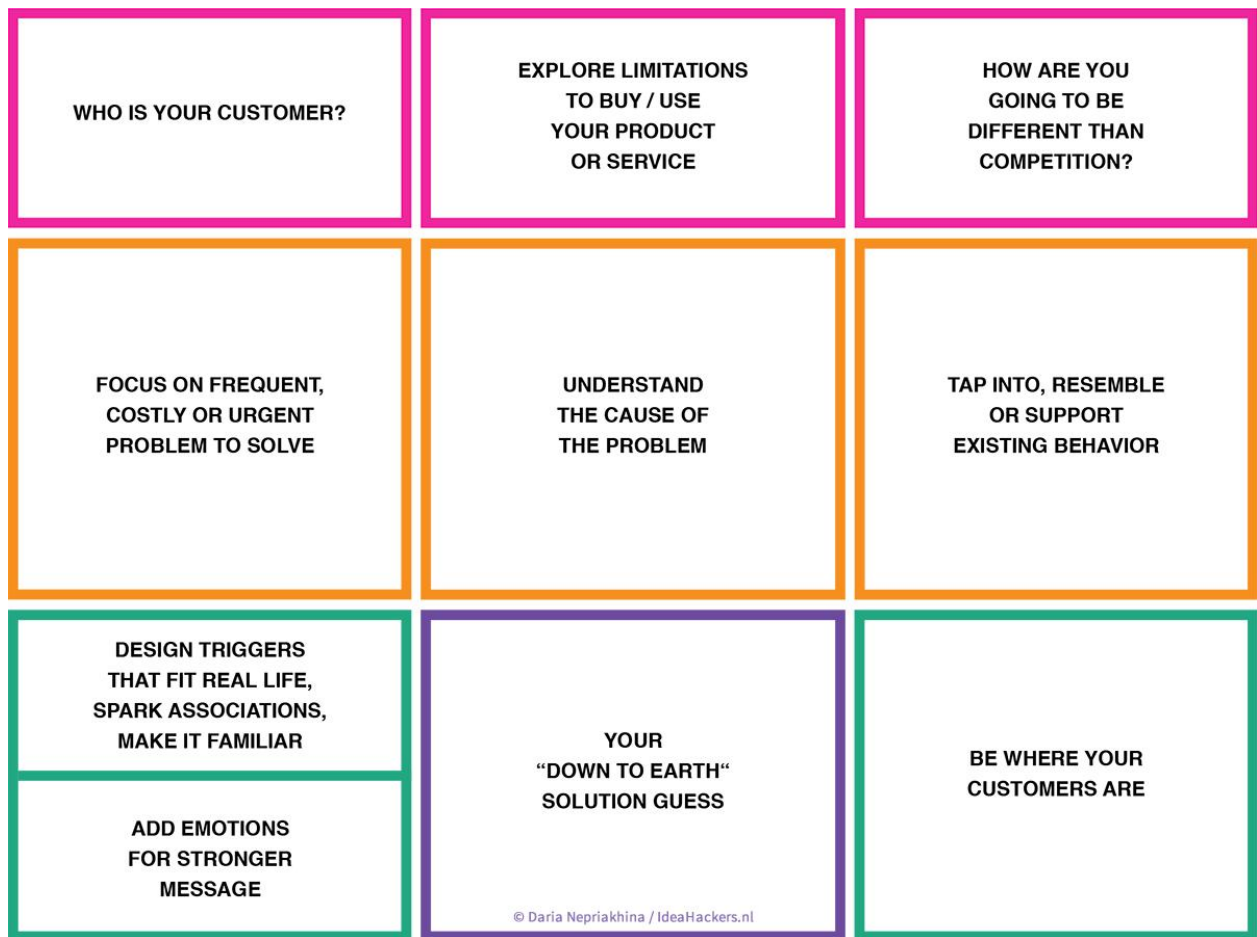 WHO IS YOUR CUSTOMER?
EXPLORE LIMITATIONS
TO BUY / USE
YOUR PRODUCT
OR SERVICE
HOW ARE YOU
GOING TO BE
DIFFERENT THAN
COMPETITION?
FOCUS ON FREQUENT,
COSTLY OR URGENT
PROBLEM TO SOLVE
UNDERSTAND
THE CAUSE OF
THE PROBLEM
TAP INTO, RESEMBLE
OR SUPPORT
EXISTING BEHAVIOR
DESIGN TRIGGERS
THAT FIT REAL LIFE,
SPARK ASSOCIATIONS,
MAKE IT FAMILIAR
ADD EMOTIONS
FOR STRONGER
MESSAGE
YOUR
“DOWN TO EARTH“
SOLUTION GUESS
© Daria Nepriakhina / IdeaHackers.nl
BE WHERE YOUR
CUSTOMERS ARE